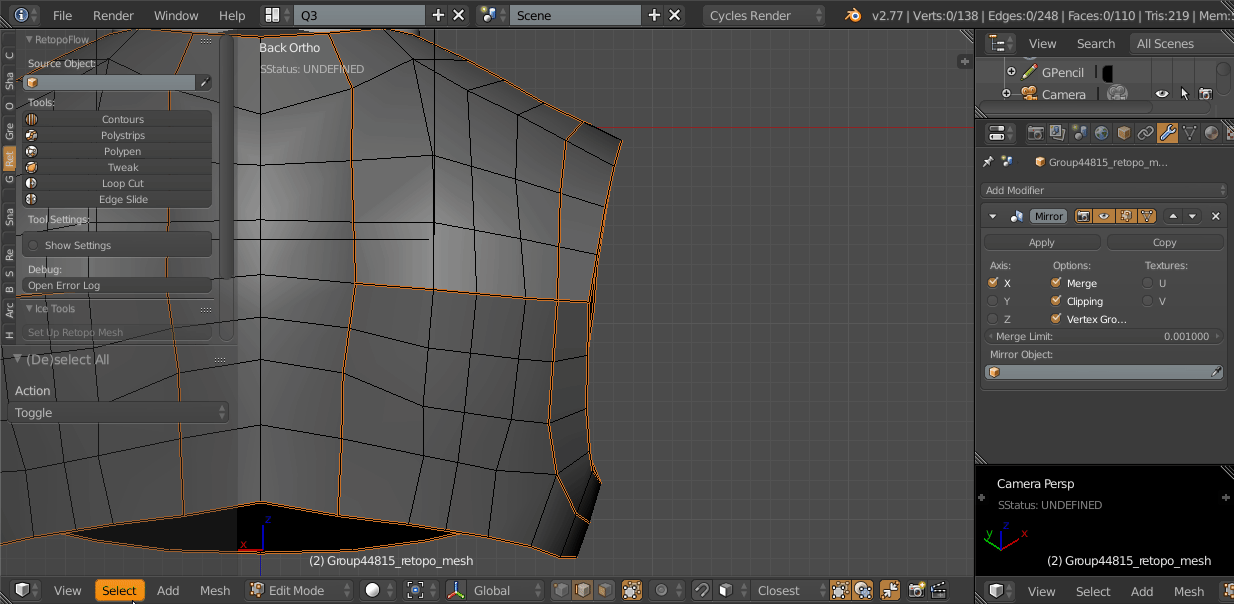 File Render Window Help Q3 Scene Cycles Render v2.77 | Verts:0/138 | Edges:0/248 | Faces:0/110 | Tris:219 | Mem:
RetopoFlow
Source Object:
Tools:
Contours
Polystrips
Polypen
Tweak
Loop Cut
Edge Slide
Tool Settings:
Show Settings
Debug:
Open Error Log
Ice Tools
Set Up Retopo Mesh
(De)select All
Action
Toggle
C
Sha
O
Gre
Ret
G
Sna
Re
S
B
Arc
H
Back Ortho
SStatus: UNDEFINED
z
x
(2) Group44815_retopo_mesh
View Select Add Mesh Edit Mode Global Closest
View Search All Scenes
GPencil
Camera
Group44815_retopo_m...
Add Modifier
Mirror
Apply Copy
Axis: Options: Textures:
X Merge U
Y Clipping V
Z Vertex Gro...
Merge Limit: 0.001000
Mirror Object:
Camera Persp
SStatus: UNDEFINED
z
y x
(2) Group44815_retopo_mesh
View Select Add Mesh